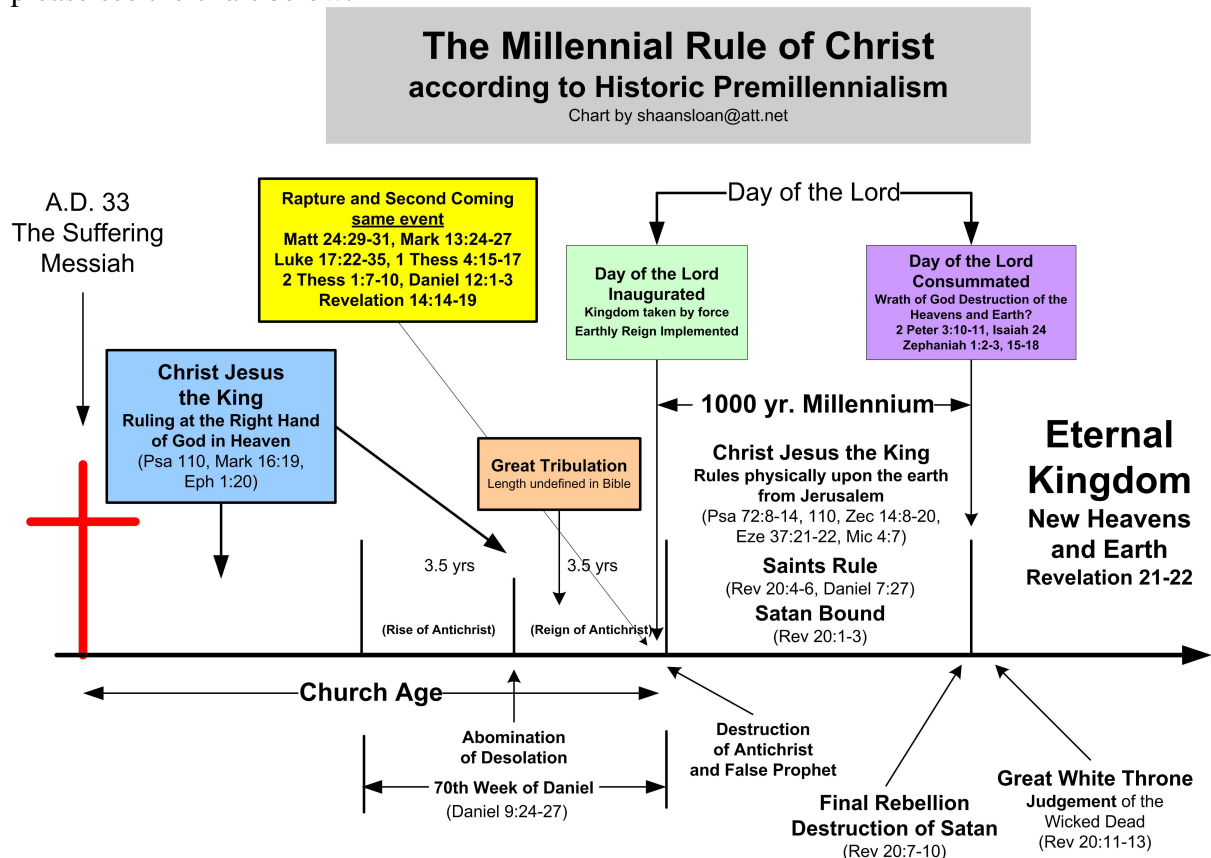 please see the chart below.
The Millennial Rule of Christ
according to Historic Premillennialism
Chart by shaansloan@att.net
A.D. 33
The Suffering
Messiah
Rapture and Second Coming
same event
Matt 24:29-31, Mark 13:24-27
Luke 17:22-35, 1 Thess 4:15-17
2 Thess 1:7-10, Daniel 12:1-3
Revelation 14:14-19
Day of the Lord
Day of the Lord
Inaugurated
Kingdom taken by force
Earthly Reign Implemented
Day of the Lord
Consummated
Wrath of God Destruction of the
Heavens and Earth?
2 Peter 3:10-11, Isaiah 24
Zephaniah 1:2-3, 15-18
Christ Jesus
the King
Ruling at the Right Hand
of God in Heaven
(Psa 110, Mark 16:19,
Eph 1:20)
Great Tribulation
Length undefined in Bible
1000 yr. Millennium
Christ Jesus the King
Rules physically upon the earth
from Jerusalem
(Psa 72:8-14, 110, Zec 14:8-20,
Eze 37:21-22, Mic 4:7)
Saints Rule
(Rev 20:4-6, Daniel 7:27)
Satan Bound
(Rev 20:1-3)
Eternal
Kingdom
New Heavens
and Earth
Revelation 21-22
3.5 yrs
3.5 yrs
(Rise of Antichrist)
(Reign of Antichrist)
Church Age
Abomination
of Desolation
70th Week of Daniel
(Daniel 9:24-27)
Destruction
of Antichrist
and False Prophet
Final Rebellion
Destruction of Satan
(Rev 20:7-10)
Great White Throne
Judgement of the
Wicked Dead
(Rev 20:11-13)